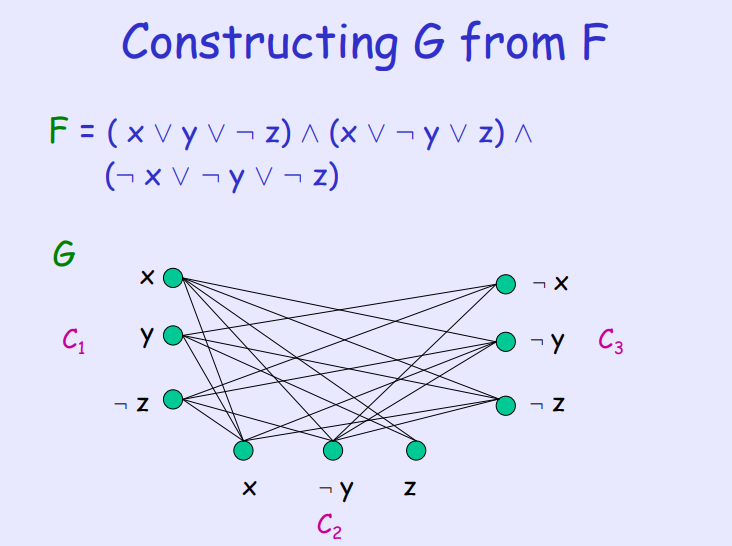 Constructing G from F
F = ( x ∨ y ∨ ¬ z) ∧ (x ∨ ¬ y ∨ z) ∧
(¬ x ∨ ¬ y ∨ ¬ z)
G
x
¬ x
C1
y
¬ y
C3
¬ z
¬ z
x
¬ y
z
C2